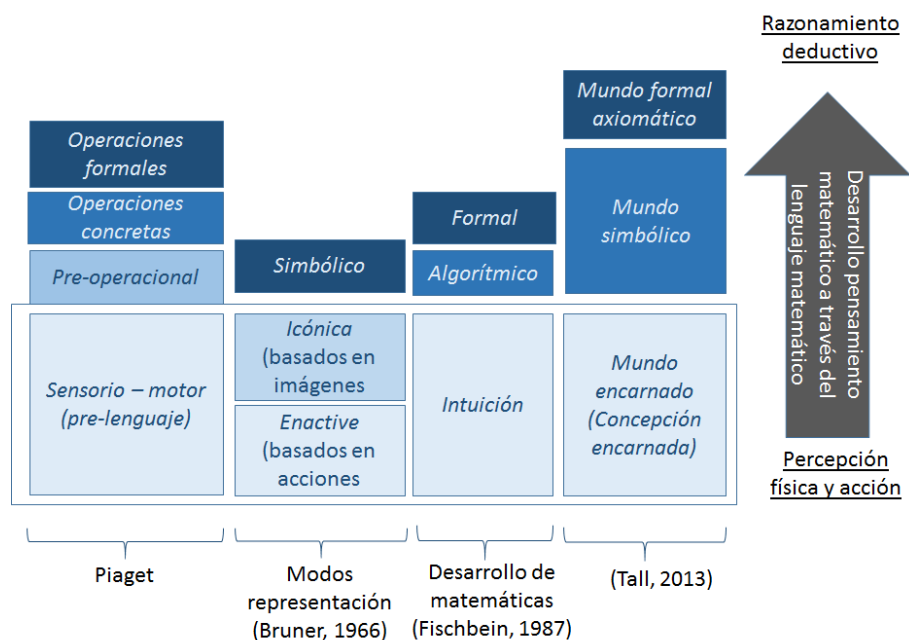 Razonamiento
deductivo
Operaciones
formales
Operaciones
concretas
Pre-operacional
Sensorio – motor
(pre-lenguaje)
Piaget
Simbólico
Icónica
(basados en
imágenes
Enactive
(basados en
acciones
Modos
representación
(Bruner, 1966)
Formal
Algorítmico
Intuición
Desarrollo de
matemáticas
(Fischbein, 1987)
Mundo formal
axiomático
Mundo
simbólico
Mundo
encarnado
(Concepción
encarnada)
(Tall, 2013)
Desarrollo pensamiento
matemático a través del
lenguaje matemático
Percepción
física y acción